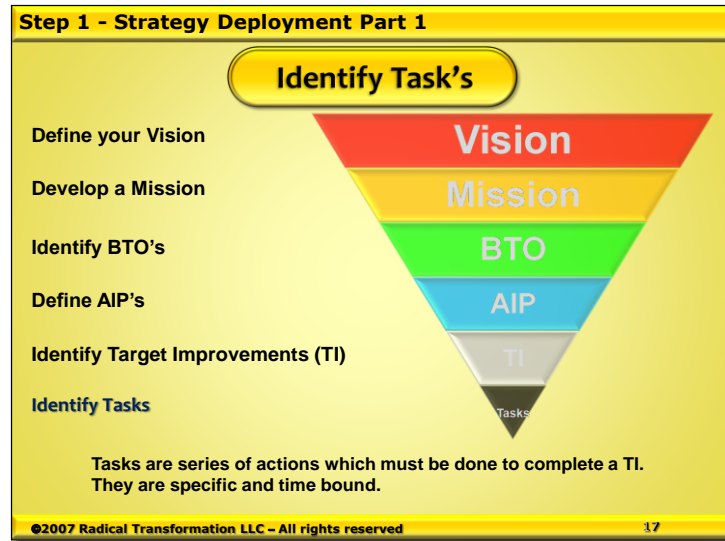 Step 1 - Strategy Deployment Part 1
Identify Task's
Define your Vision
Vision
Develop a Mission
Mission
Identify BTO's
BTO
Define AIP's
AIP
Identify Target Improvements (TI)
TI
Identify Tasks
Tasks
Tasks are series of actions which must be done to complete a TI.
They are specific and time bound.
©2007 Radical Transformation LLC – All rights reserved
17